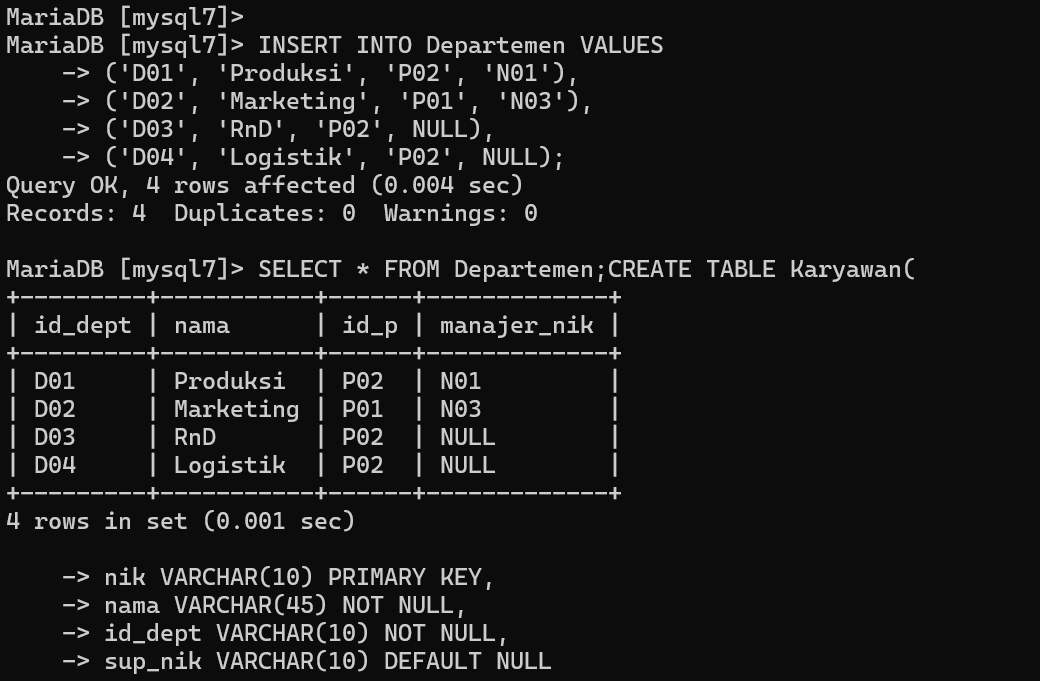 MariaDB [mysql7]>
MariaDB [mysql7]> INSERT INTO Departemen VALUES
    -> ('D01', 'Produksi', 'P02', 'N01'),
    -> ('D02', 'Marketing', 'P01', 'N03'),
    -> ('D03', 'RnD', 'P02', NULL),
    -> ('D04', 'Logistik', 'P02', NULL);
Query OK, 4 rows affected (0.004 sec)
Records: 4  Duplicates: 0  Warnings: 0

MariaDB [mysql7]> SELECT * FROM Departemen;CREATE TABLE Karyawan(
+---------+-----------+------+-------------+
| id_dept | nama      | id_p | manajer_nik |
+---------+-----------+------+-------------+
| D01     | Produksi  | P02  | N01         |
| D02     | Marketing | P01  | N03         |
| D03     | RnD       | P02  | NULL        |
| D04     | Logistik  | P02  | NULL        |
+---------+-----------+------+-------------+
4 rows in set (0.001 sec)

    -> nik VARCHAR(10) PRIMARY KEY,
    -> nama VARCHAR(45) NOT NULL,
    -> id_dept VARCHAR(10) NOT NULL,
    -> sup_nik VARCHAR(10) DEFAULT NULL